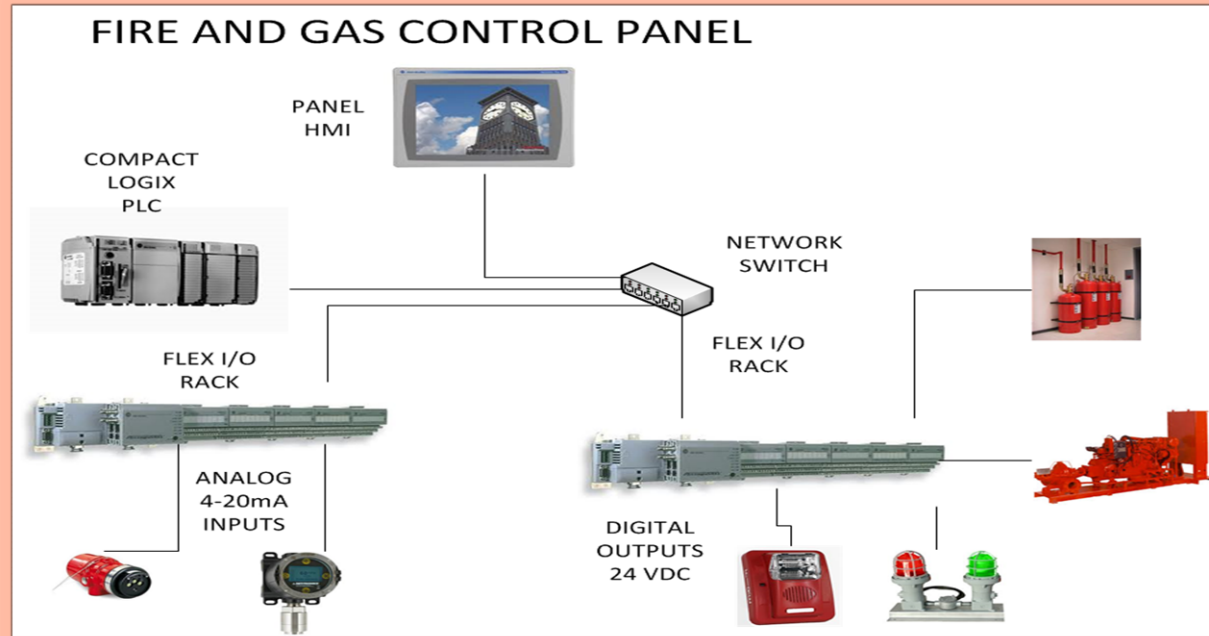 FIRE AND GAS CONTROL PANEL
PANEL
HMI
COMPACT
LOGIX
PLC
NETWORK
SWITCH
FLEX I/O
RACK
FLEX I/O
RACK
ANALOG
4-20mA
INPUTS
DIGITAL
OUTPUTS
24 VDC